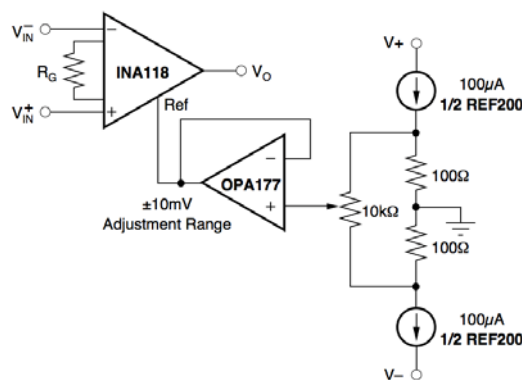 V−IN
RG
V+IN
INA118
VO
Ref
−
+
OPA177
−
+
±10mV
Adjustment Range
10kΩ
V+
100µA
1/2 REF200
100Ω
100Ω
100µA
1/2 REF200
V−